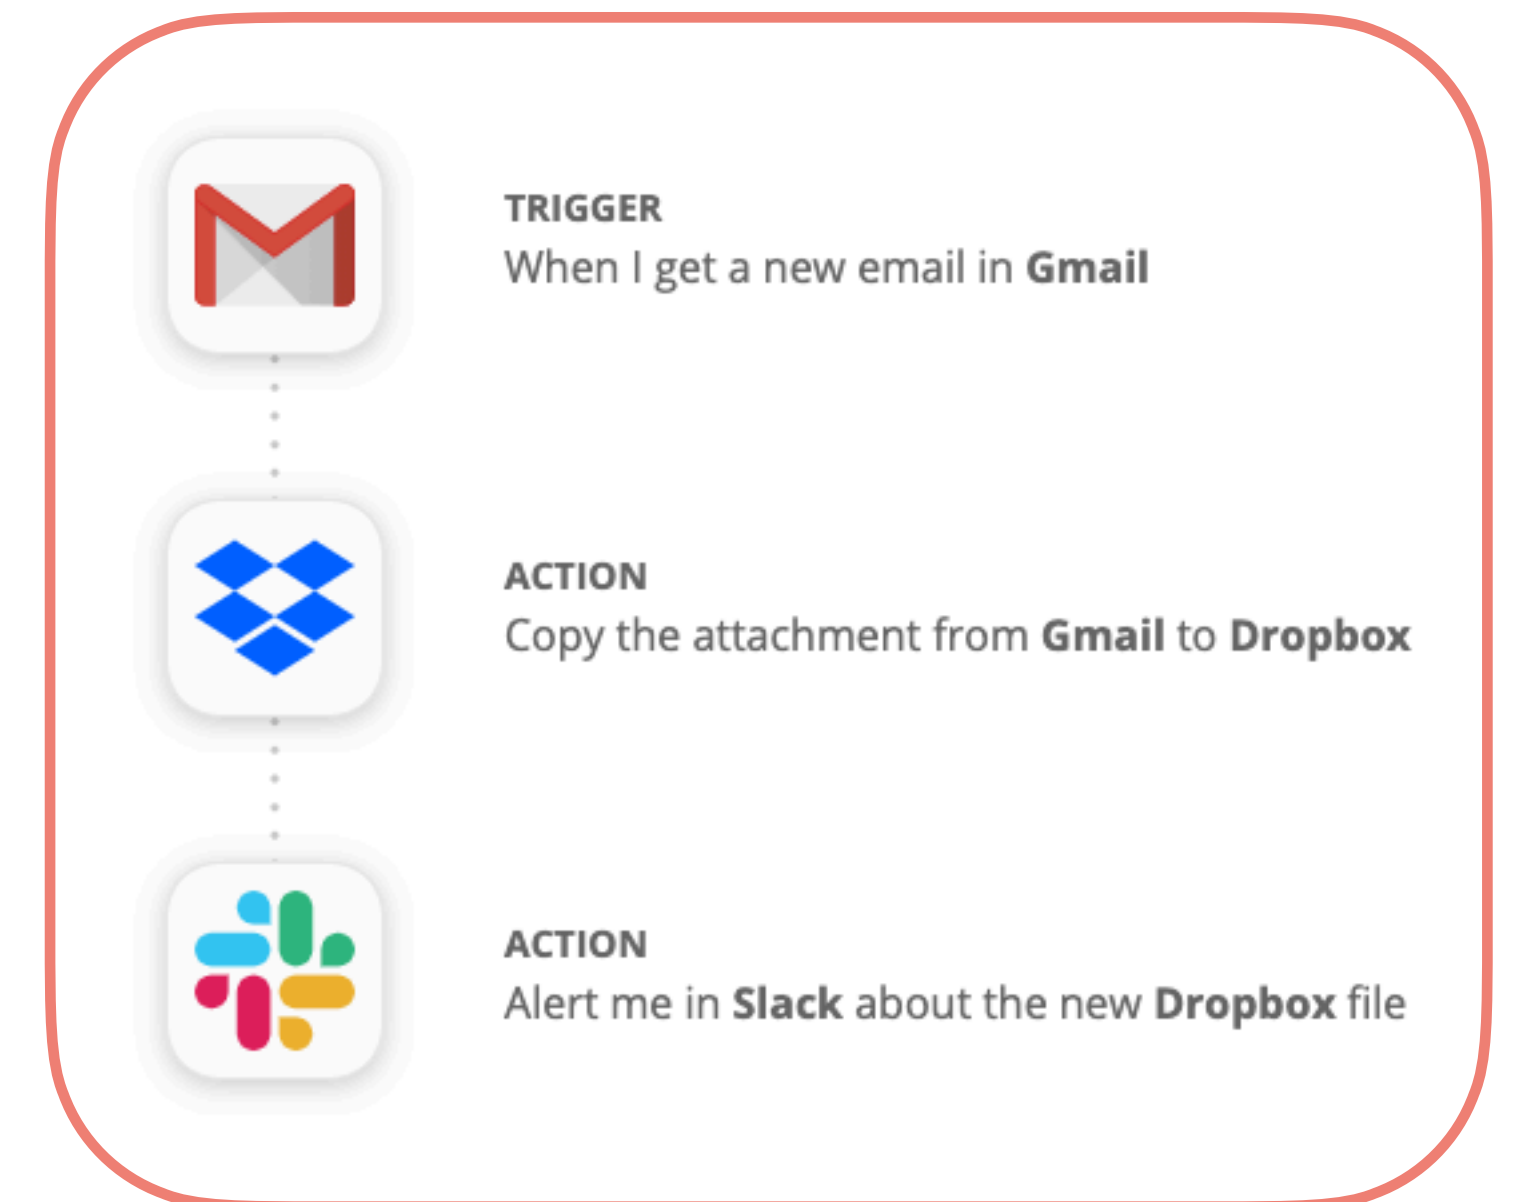 TRIGGER
When I get a new email in Gmail
ACTION
Copy the attachment from Gmail to Dropbox
ACTION
Alert me in Slack about the new Dropbox file